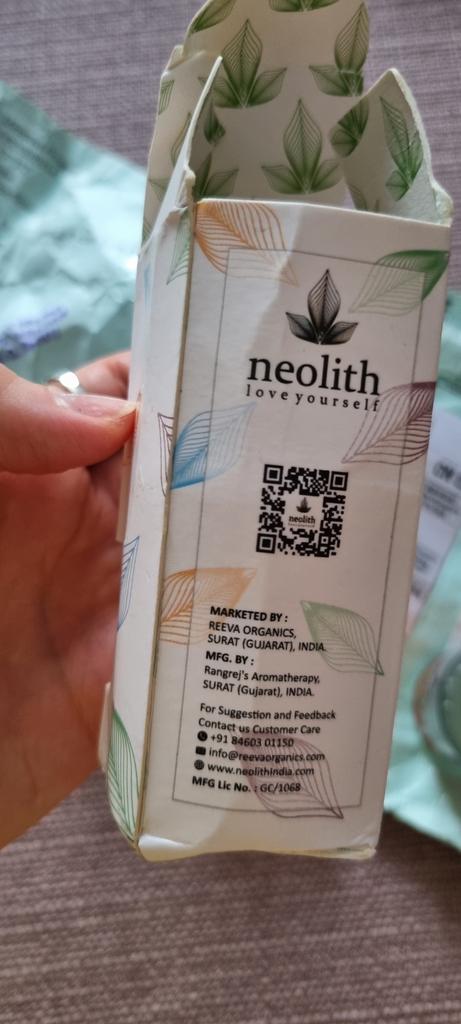 neolith
love yourself
neolith
MARKETED BY :
REEVA ORGANICS,
SURAT (GUJARAT), INDIA.
MFG. BY :
Rangrej's Aromatherapy,
SURAT (Gujarat), INDIA.
For Suggestion and Feedback
Contact us Customer Care
+91 84603 01150
info@reevaorganics.com
www.neolithindia.com
MFG Lic No. : GC/1068